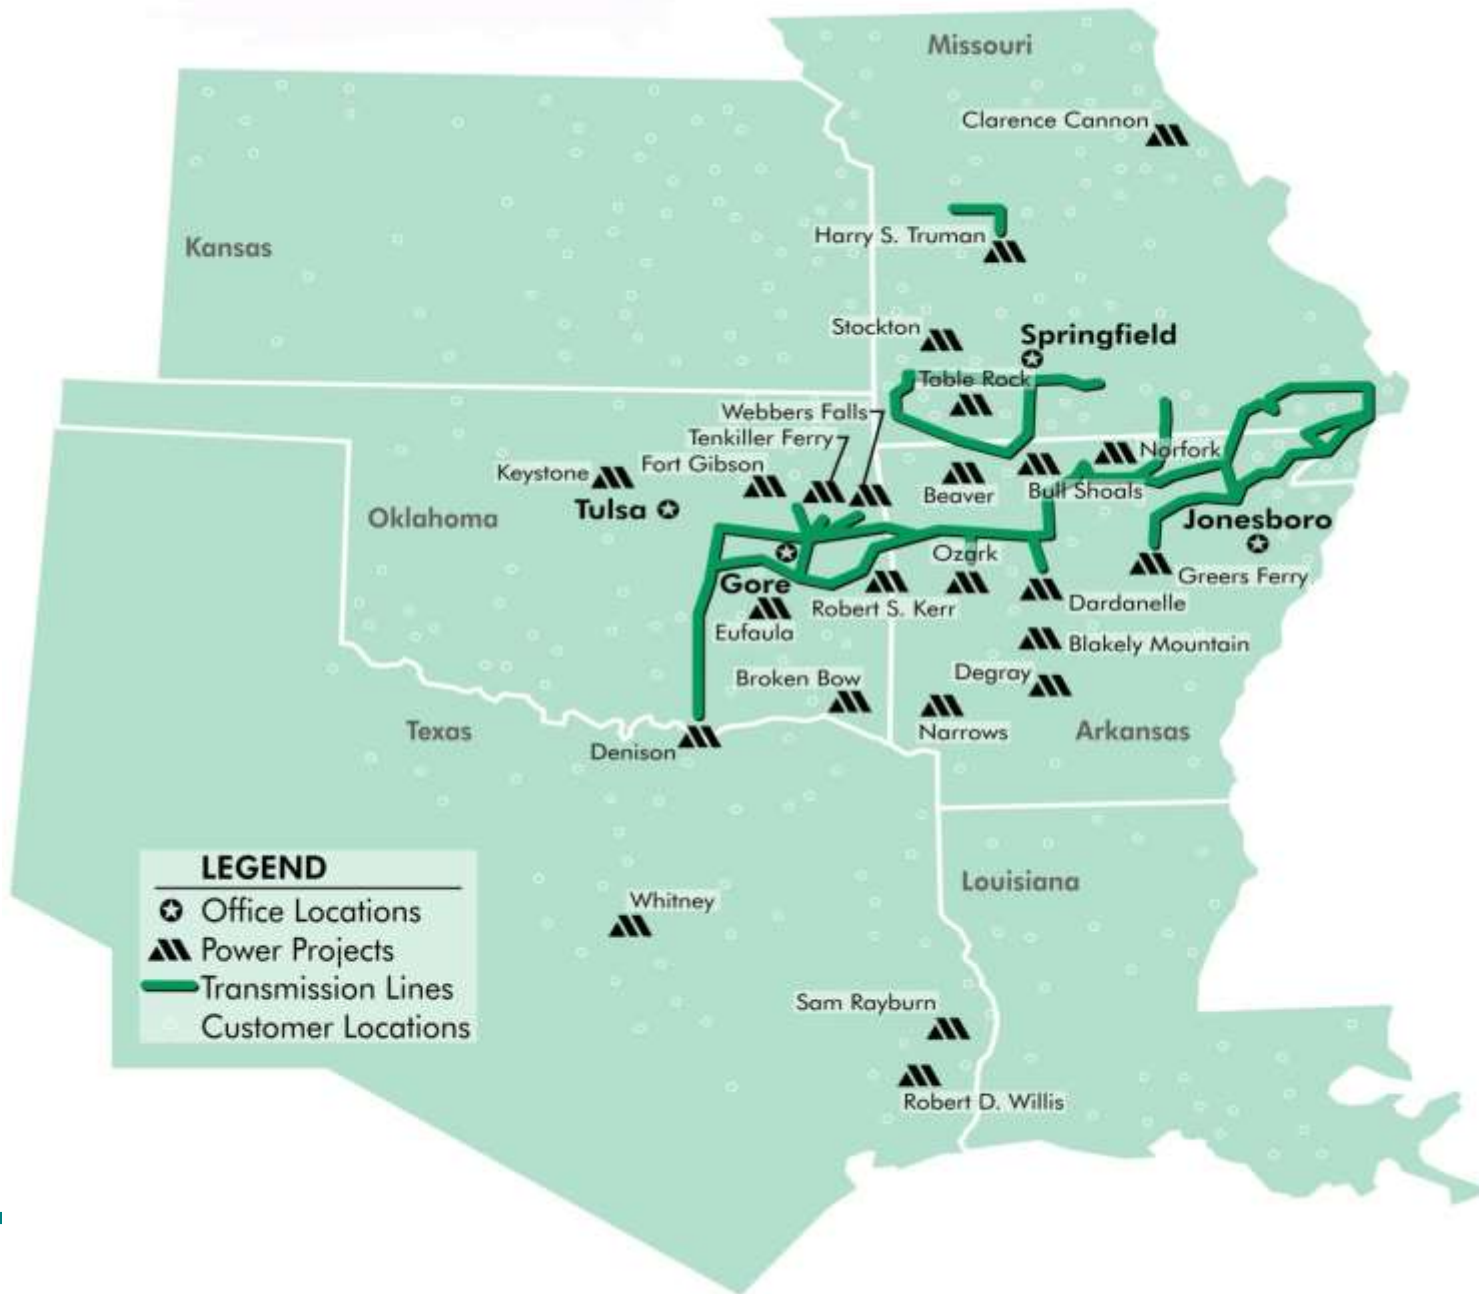 Missouri
Clarence Cannon
Kansas
Harry S. Truman
Stockton
Springfield
Table Rock
Webbers Falls
Tenkiller Ferry
Norfork
Keystone
Fort Gibson
Beaver
Bull Shoals
Tulsa
Oklahoma
Jonesboro
Ozark
Gore
Greers Ferry
Robert S. Kerr
Dardanelle
Eufaula
Blakely Mountain
Broken Bow
Degray
Texas
Narrows
Arkansas
Denison
LEGEND
Office Locations
Power Projects
Transmission Lines
Customer Locations
Louisiana
Whitney
Sam Rayburn
Robert D. Willis